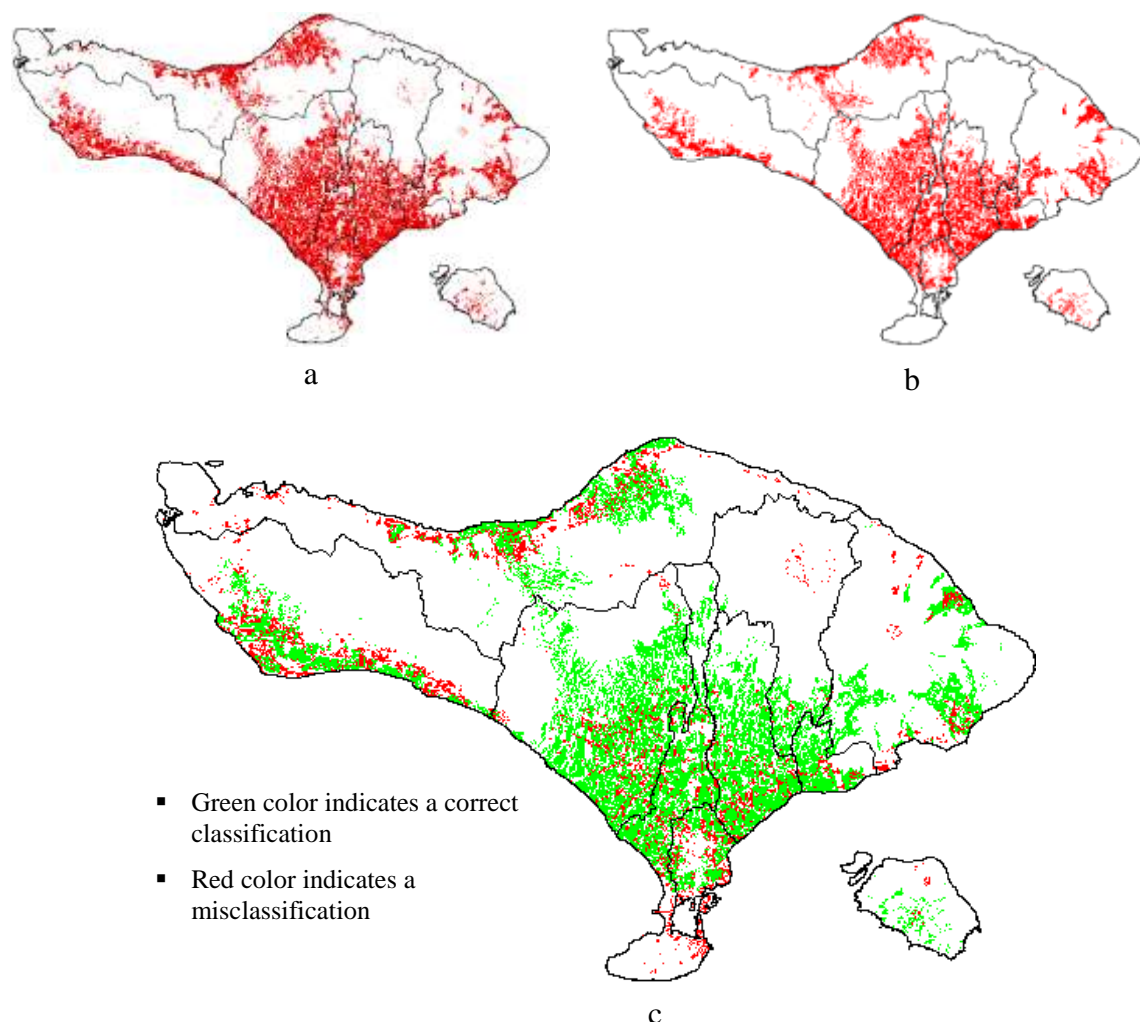 a
b
▪ Green color indicates a correct
classification
▪ Red color indicates a
misclassification
c